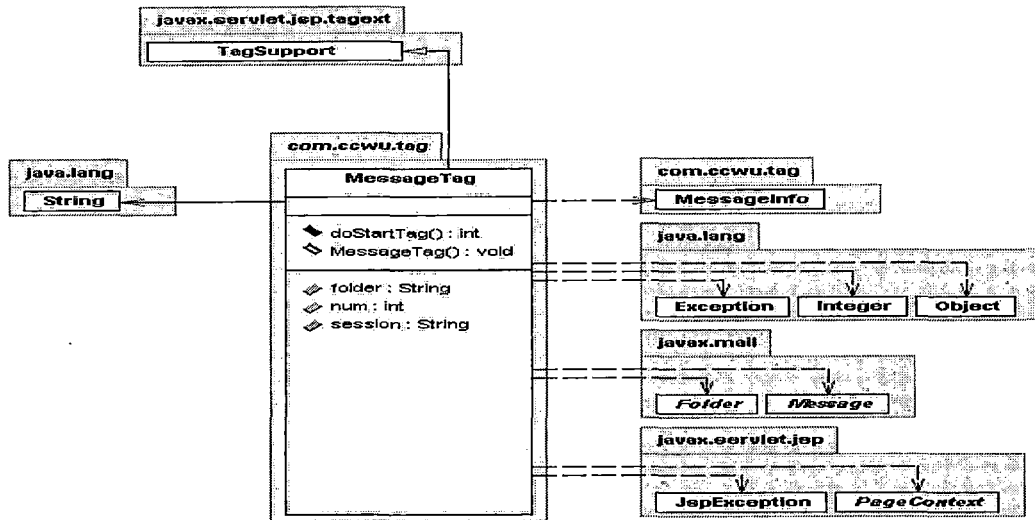 javax.servlet.jsp.tagext
TagSupport
com.ccwu.tag
MessageTag
doStartTag() : int
MessageTag() : void
folder : String
num : int
session : String
java.lang
String
com.ccwu.tag
MessageInfo
java.lang
Exception
Integer
Object
javax.mail
Folder
Message
javax.servlet.jsp
JspException
PageContext